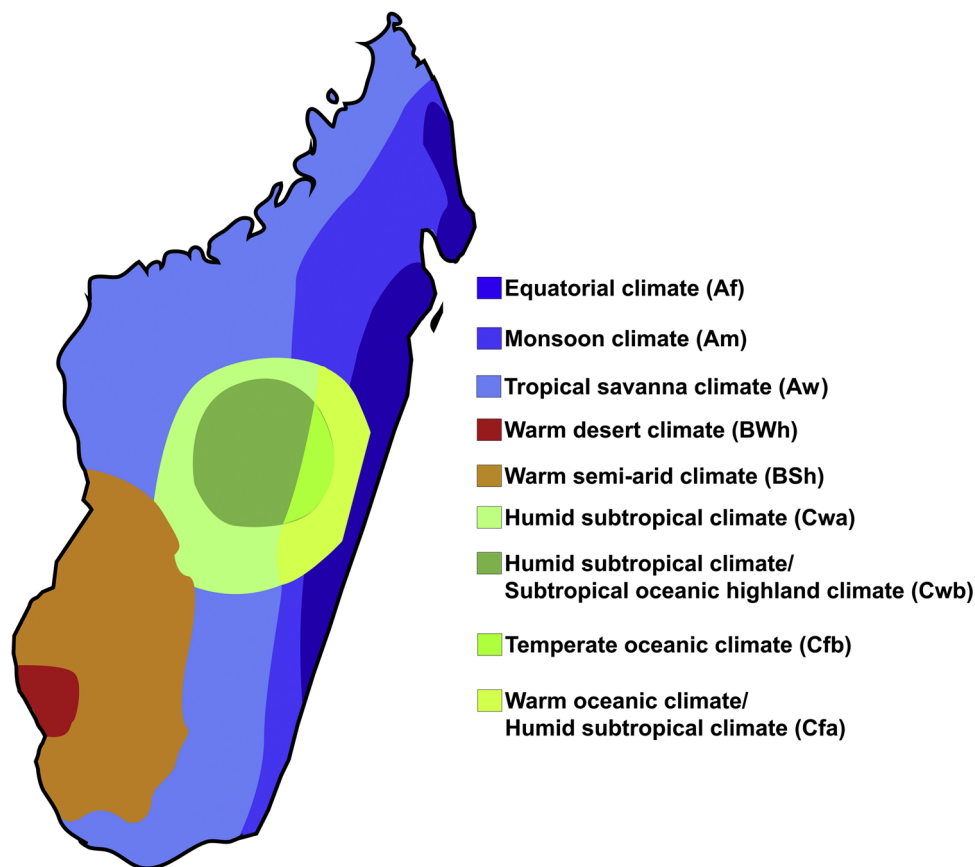 Equatorial climate (Af)
Monsoon climate (Am)
Tropical savanna climate (Aw)
Warm desert climate (BWh)
Warm semi-arid climate (BSh)
Humid subtropical climate (Cwa)
Humid subtropical climate/
Subtropical oceanic highland climate (Cwb)
Temperate oceanic climate (Cfb)
Warm oceanic climate/
Humid subtropical climate (Cfa)